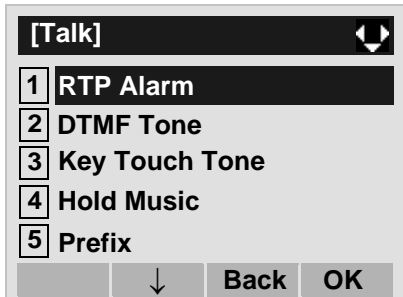 [Talk]
1 RTP Alarm
2 DTMF Tone
3 Key Touch Tone
4 Hold Music
5 Prefix
↓ Back OK